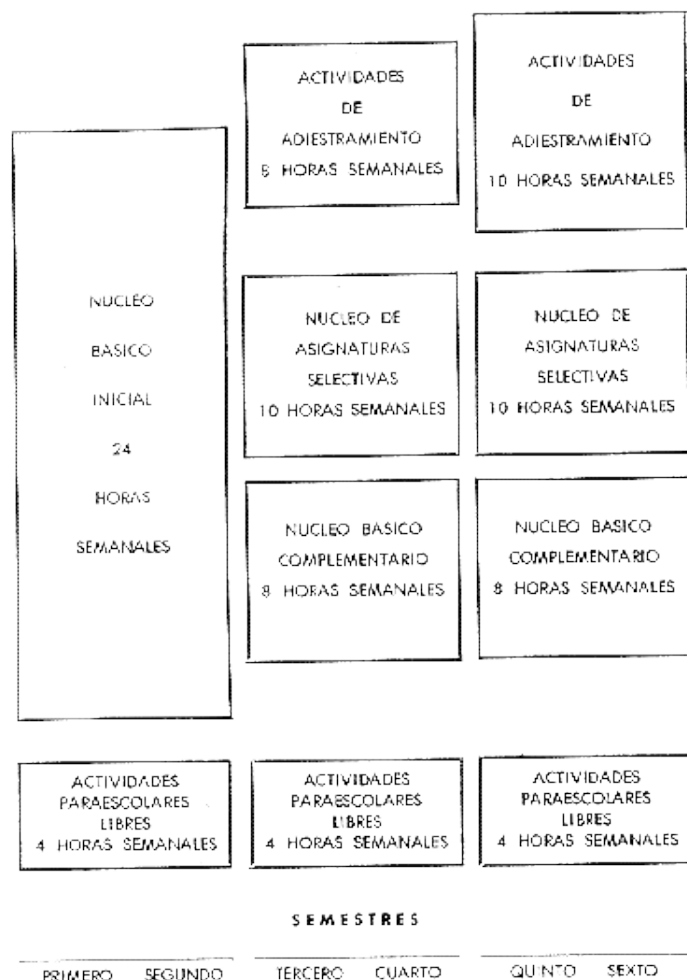 ACTIVIDADES
DE
ADIESTRAMIENTO
8 HORAS SEMANALES
ACTIVIDADES
DE
ADIESTRAMIENTO
10 HORAS SEMANALES
NUCLEO
BASICO
INICIAL
24
HORAS
SEMANALES
NUCLEO DE
ASIGNATURAS
SELECTIVAS
10 HORAS SEMANALES
NUCLEO DE
ASIGNATURAS
SELECTIVAS
10 HORAS SEMANALES
NUCLEO BASICO
COMPLEMENTARIO
8 HORAS SEMANALES
NUCLEO BASICO
COMPLEMENTARIO
8 HORAS SEMANALES
ACTIVIDADES
PARAESCOLARES
LIBRES
4 HORAS SEMANALES
ACTIVIDADES
PARAESCOLARES
LIBRES
4 HORAS SEMANALES
ACTIVIDADES
PARAESCOLARES
LIBRES
4 HORAS SEMANALES
SEMESTRES
PRIMERO SEGUNDO TERCERO CUARTO QUINTO SEXTO